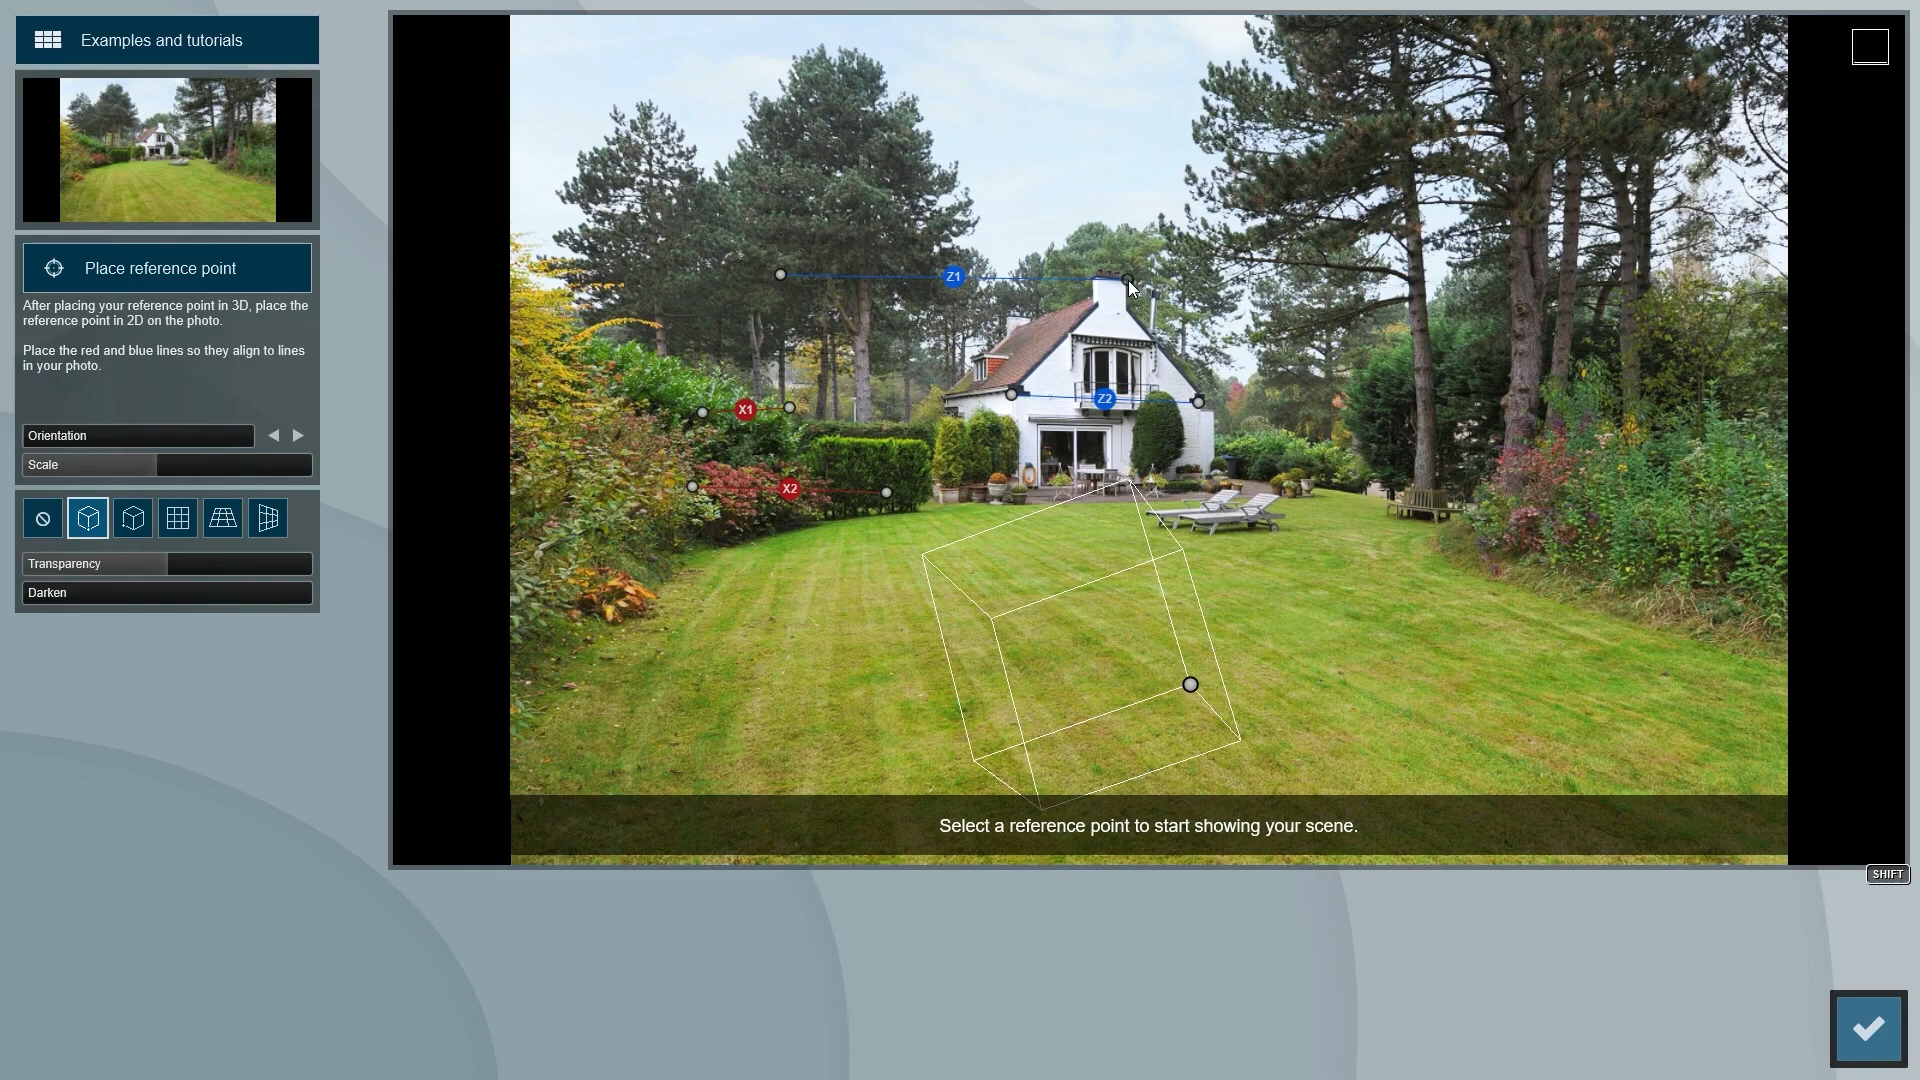 Examples and tutorials
Place reference point
After placing your reference point in 3D, place the
reference point in 2D on the photo.
Place the red and blue lines so they align to lines
in your photo.
Orientation
Scale
Transparency
Darken
Z1
Z2
X1
X2
Select a reference point to start showing your scene.
SHIFT